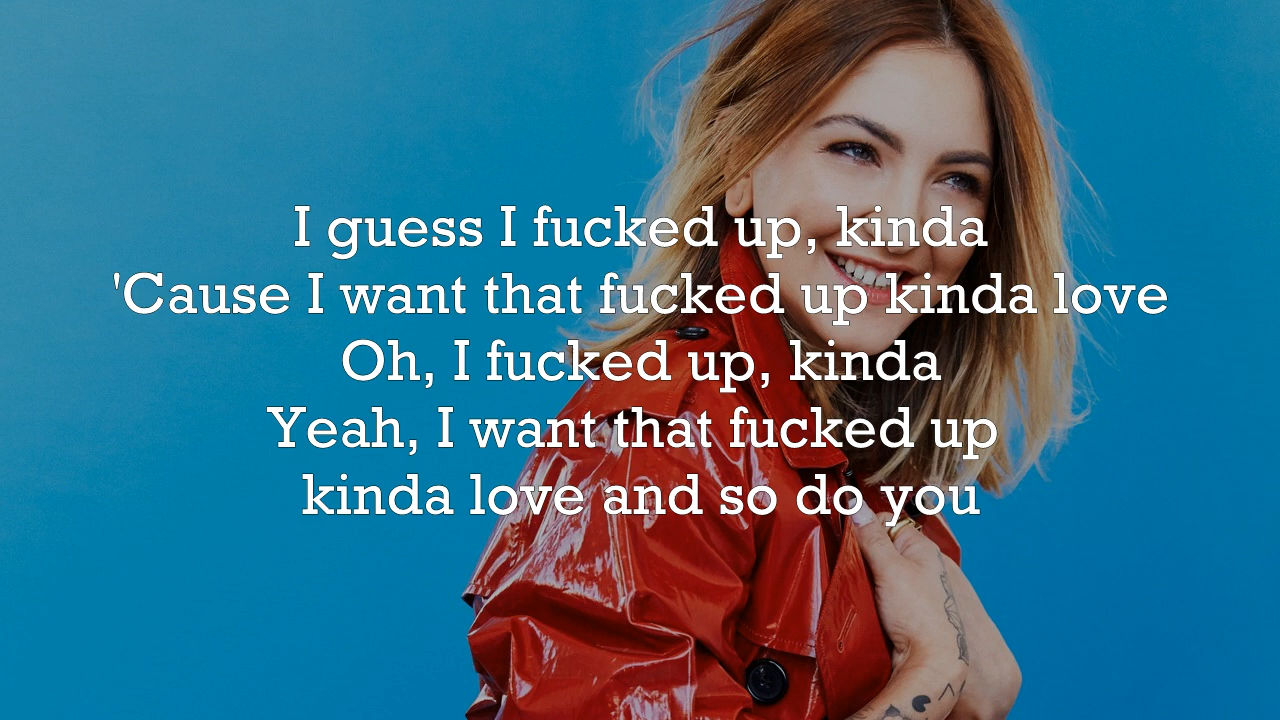 I guess I fucked up, kinda
'Cause I want that fucked up kinda love
Oh, I fucked up, kinda
Yeah, I want that fucked up
kinda love and so do you